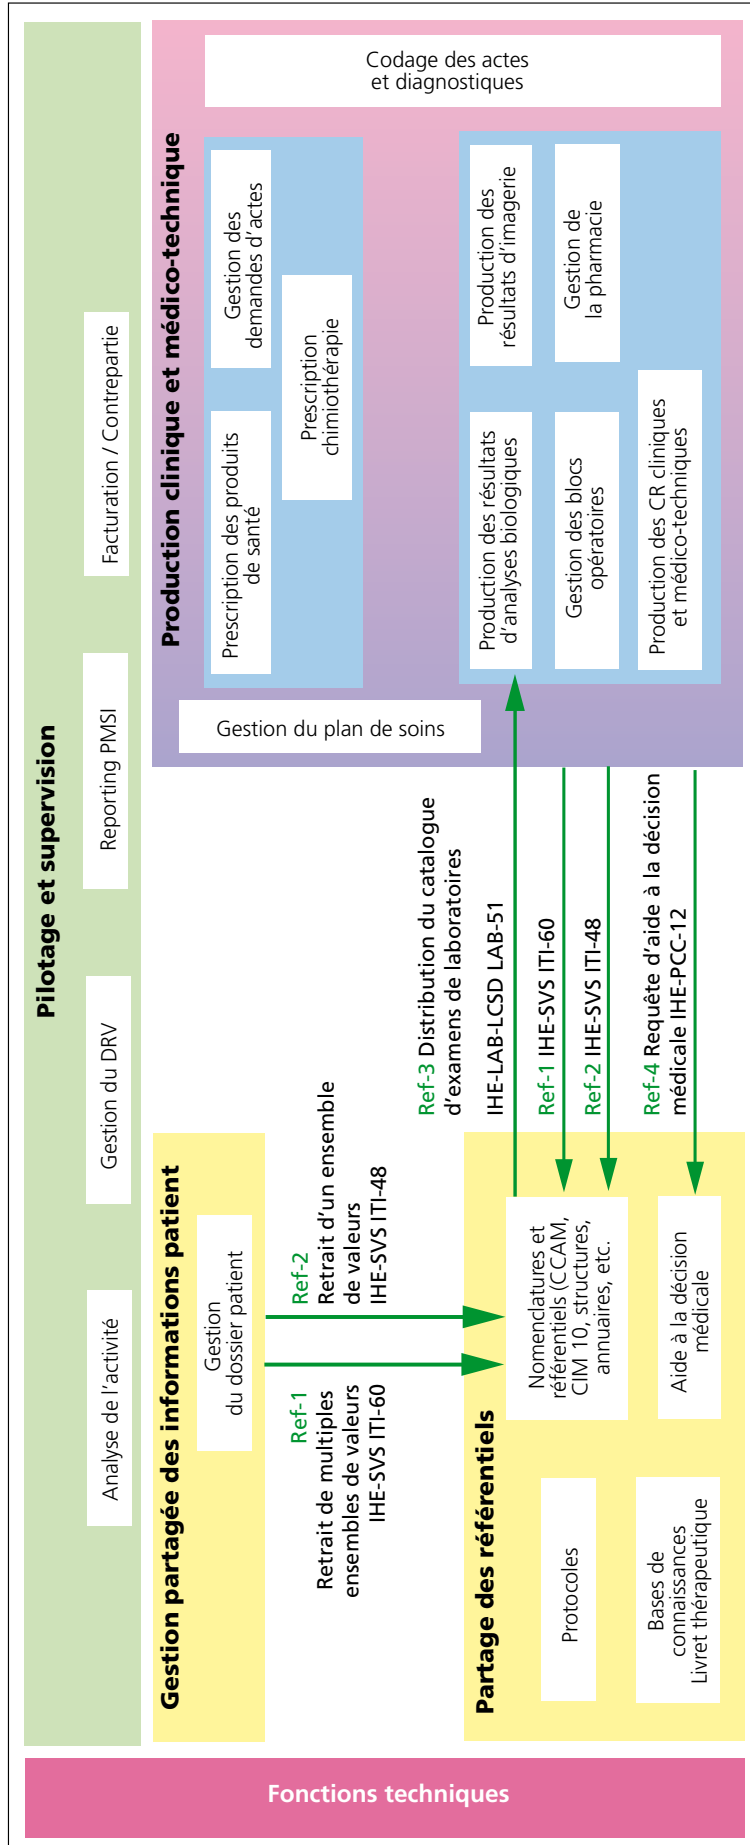 Pilotage et supervision
Analyse de l’activité
Gestion du DRV
Reporting PMSI
Facturation / Contrepartie
Gestion partagée des informations patient
Gestion
du dossier patient
Ref-1
Retrait de multiples
ensembles de valeurs
IHE-SVS ITI-60
Ref-2
Retrait d’un ensemble
de valeurs
IHE-SVS ITI-48
Partage des référentiels
Protocoles
Bases de
connaissances
Livret thérapeutique
Nomenclatures et
référentiels (CCAM,
CIM 10, structures,
annuaires, etc.
Aide à la décision
médicale
Ref-3 Distribution du catalogue
d’examens de laboratoires
IHE-LAB-LCSD LAB-51
Ref-1 IHE-SVS ITI-60
Ref-2 IHE-SVS ITI-48
Ref-4 Requête d’aide à la décision
médicale IHE-PCC-12
Production clinique et médico-technique
Gestion du plan de soins
Prescription des produits
de santé
Gestion des
demandes d’actes
Prescription
chimiothérapie
Production des résultats
d’analyses biologiques
Production des
résultats d’imagerie
Gestion des blocs
opératoires
Gestion de
la pharmacie
Production des CR cliniques
et médico-techniques
Codage des actes
et diagnostiques
Fonctions techniques